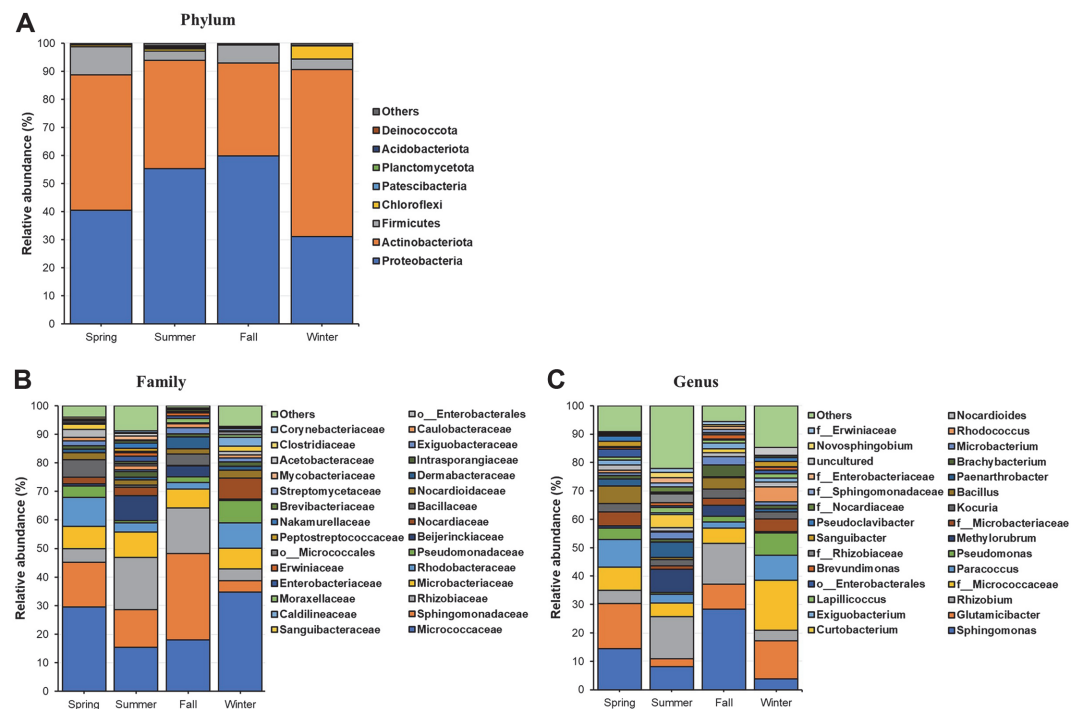 A
Phylum
Relative abundance (%)
100
90
80
70
60
50
40
30
20
10
0
Spring Summer Fall Winter
Others
Deinococcota
Acidobacteriota
Planctomycetota
Patescibacteria
Chloroflexi
Firmicutes
Actinobacteriota
Proteobacteria
B
Family
Relative abundance (%)
100
90
80
70
60
50
40
30
20
10
0
Spring Summer Fall Winter
Others
Corynebacteriaceae
Clostridiaceae
Acetobacteraceae
Mycobacteriaceae
Streptomycetaceae
Brevibacteriaceae
Nakamurellaceae
Peptostreptococcaceae
o__Micrococcales
Erwiniaceae
Enterobacteriaceae
Moraxellaceae
Caldilineaceae
Sanguibacteraceae
o__Enterobacterales
Caulobacteraceae
Exiguobacteraceae
Intrasporangiaceae
Dermabacteraceae
Nocardioidaceae
Bacillaceae
Nocardiaceae
Beijerinckiaceae
Pseudomonadaceae
Rhodobacteraceae
Microbacteriaceae
Rhizobiaceae
Sphingomonadaceae
Micrococcaceae
C
Genus
Relative abundance (%)
100
90
80
70
60
50
40
30
20
10
0
Spring Summer Fall Winter
Others
f__Erwiniaceae
Novosphingobium
uncultured
f__Enterobacteriaceae
f__Sphingomonadaceae
f__Nocardiaceae
Pseudoclavibacter
Sanguibacter
f__Rhizobiaceae
Brevundimonas
o__Enterobacterales
Lapillicoccus
Exiguobacterium
Curtobacterium
Nocardioides
Rhodococcus
Microbacterium
Brachybacterium
Paenarthrobacter
Bacillus
Kocuria
f__Microbacteriaceae
Methylorubrum
Pseudomonas
Paracoccus
f__Micrococcaceae
Rhizobium
Glutamicibacter
Sphingomonas